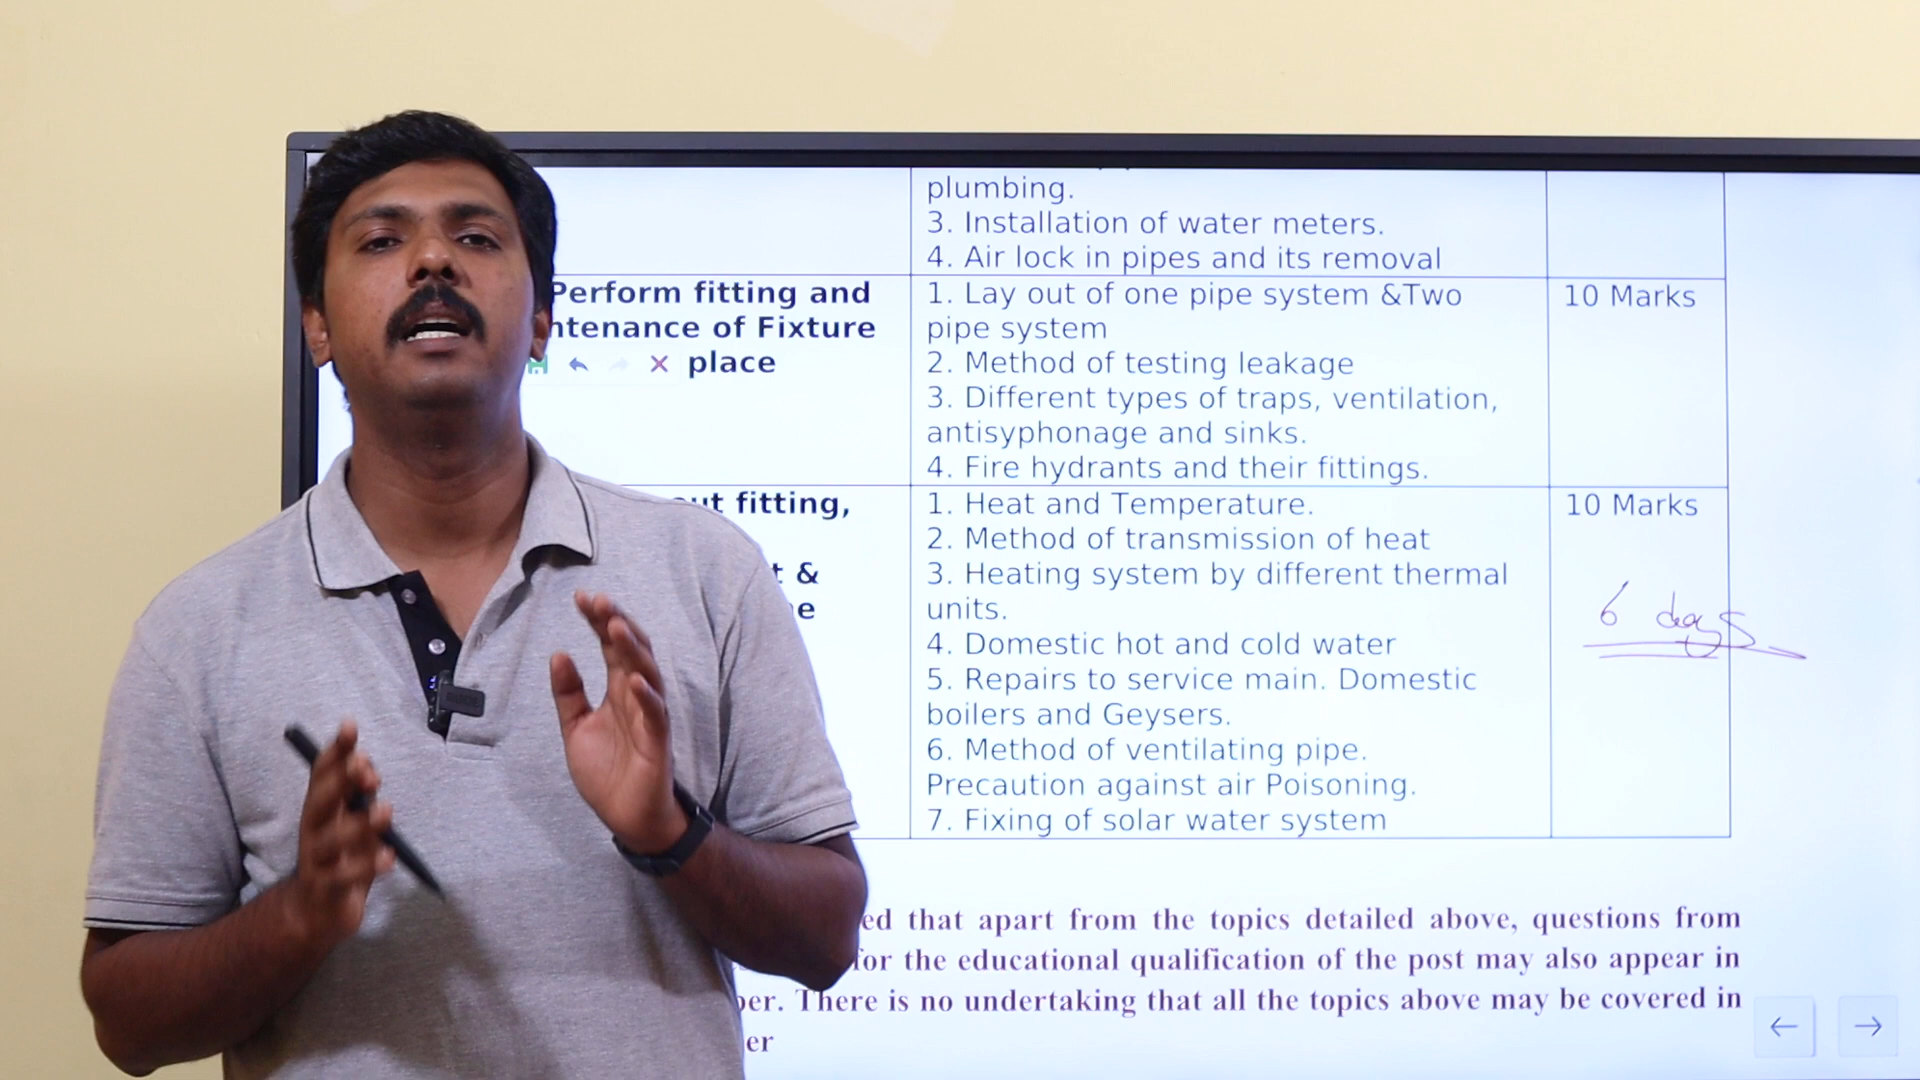 plumbing.
3. Installation of water meters.
4. Air lock in pipes and its removal
Perform fitting and
ntenance of Fixture
place
1. Lay out of one pipe system &Two
pipe system
2. Method of testing leakage
3. Different types of traps, ventilation,
antisyphonage and sinks.
4. Fire hydrants and their fittings.
10 Marks
ut fitting,
t &
e
1. Heat and Temperature.
2. Method of transmission of heat
3. Heating system by different thermal
units.
4. Domestic hot and cold water
5. Repairs to service main. Domestic
boilers and Geysers.
6. Method of ventilating pipe.
Precaution against air Poisoning.
7. Fixing of solar water system
10 Marks
6 days
ed that apart from the topics detailed above, questions from
for the educational qualification of the post may also appear in
per. There is no undertaking that all the topics above may be covered in
er